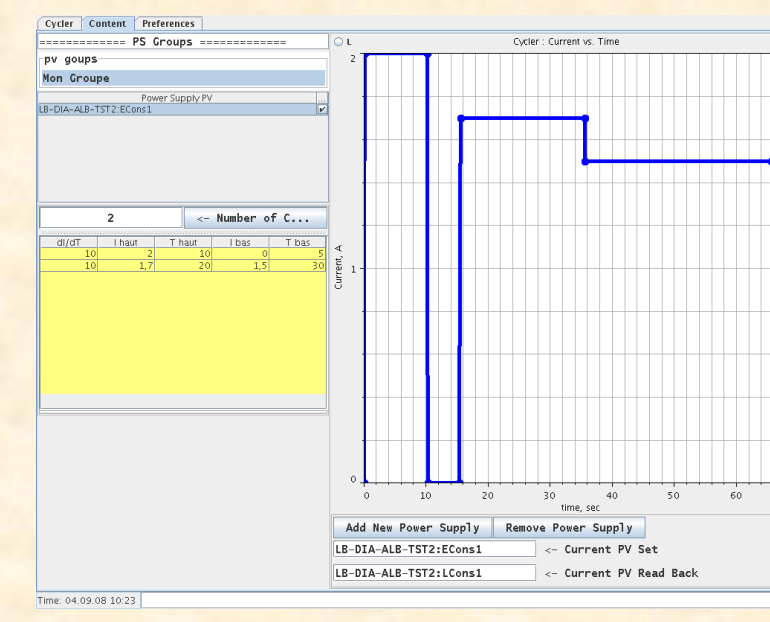 Cycler Content Preferences
============= PS Groups =============
pv goups
Mon Groupe
Power Supply PV ...
LB-DIA-ALB-TST2:ECons1
2 <- Number of C...
dI/dT I haut T haut I bas T bas
10 2 10 0 5
10 1,7 20 1,5 30
L Cycler : Current vs. Time
2
1
0
Current, A
0 10 20 30 40 50 60
time, sec
Add New Power Supply Remove Power Supply
LB-DIA-ALB-TST2:ECons1 <- Current PV Set
LB-DIA-ALB-TST2:LCons1 <- Current PV Read Back
Time: 04.09.08 10:23